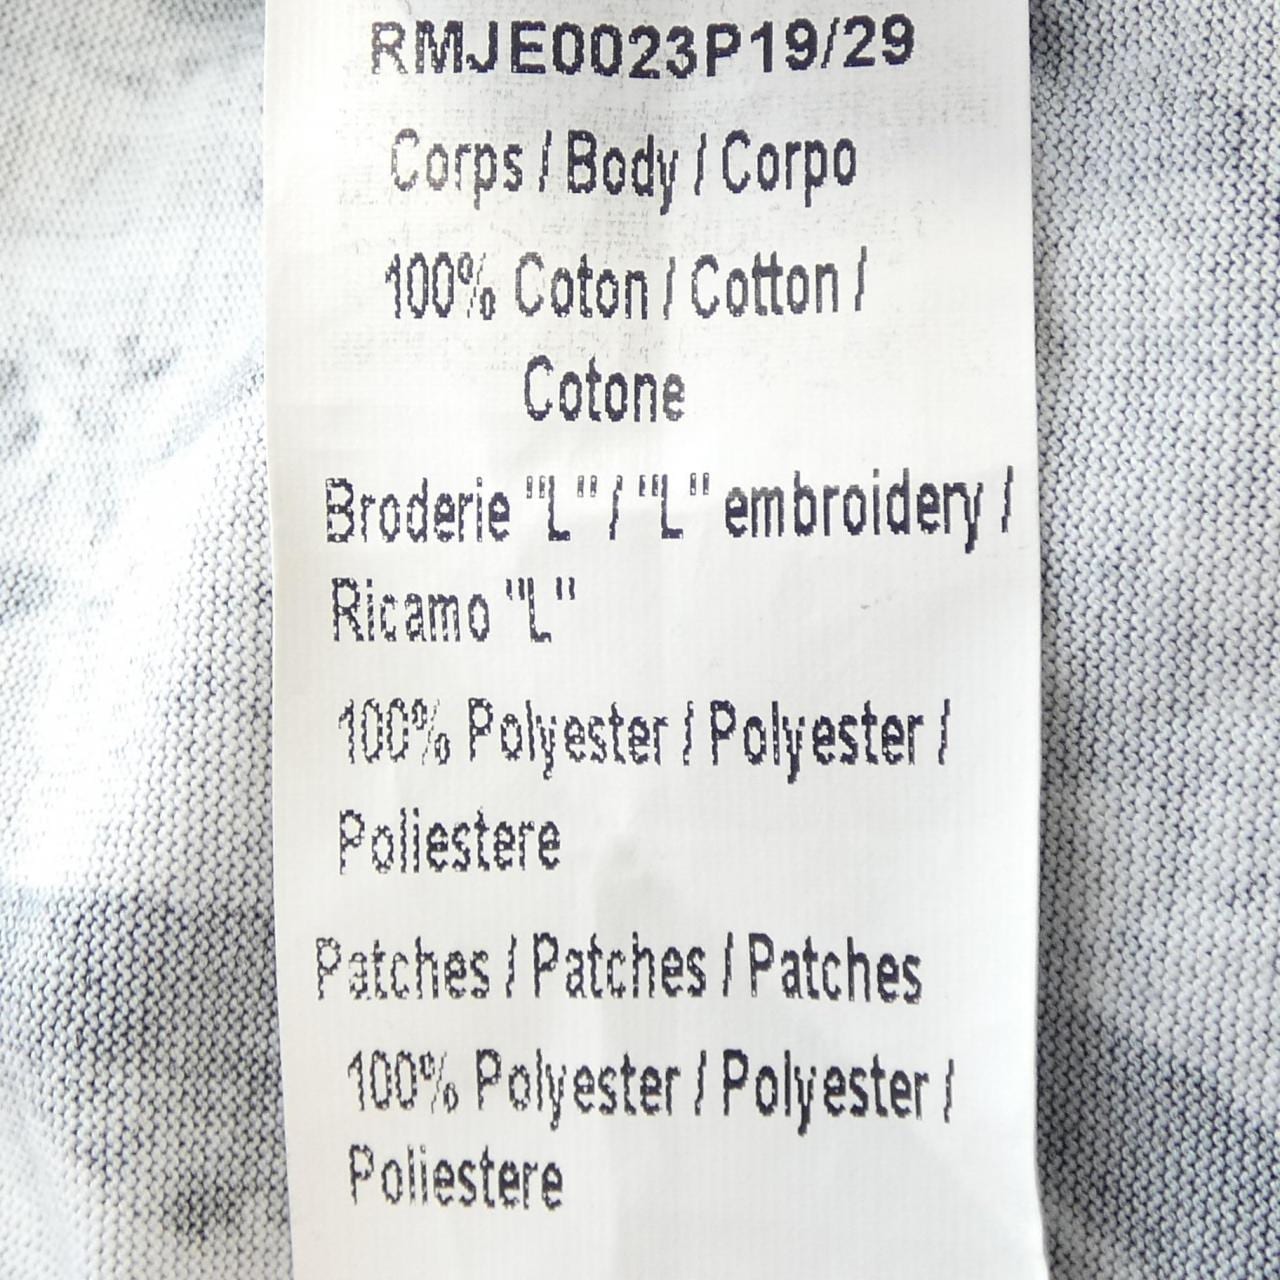 RMJE0023P19/29
Corps / Body / Corpo
100% Coton / Cotton /
Cotone
Broderie "L" / "L" embroidery /
Ricamo "L"
100% Polyester / Polyester /
Poliestere
Patches / Patches / Patches
100% Polyester / Polyester /
Poliestere